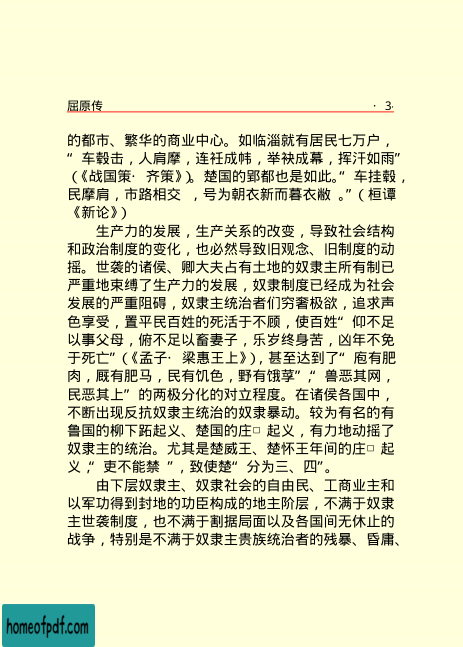 屈原传 · 3·
的都市、繁华的商业中心。如临淄就有居民七万户，
“车毂击，人肩摩，连衽成帏，举袂成幕，挥汗如雨”
（《战国策·齐策》）。楚国的郢都也是如此。“车挂毂，
民摩肩，市路相交，号为朝衣新而暮衣敝。”（桓谭
《新论》）
生产力的发展，生产关系的改变，导致社会结构
和政治制度的变化，也必然导致旧观念、旧制度的动
摇。世袭的诸侯、卿大夫占有土地的奴隶主所有制已
严重地束缚了生产力的发展，奴隶制度已经成为社会
发展的严重阻碍，奴隶主统治者们穷奢极欲，追求声
色享受，置平民百姓的死活于不顾，使百姓“仰不足
以事父母，俯不足以畜妻子，乐岁终身苦，凶年不免
于死亡”（《孟子·梁惠王上》），甚至达到了“庖有肥
肉，厩有肥马，民有饥色，野有饿莩”，“兽恶其网，
民恶其上”的两极分化的对立程度。在诸侯各国中，
不断出现反抗奴隶主统治的奴隶暴动。较为有名的有
鲁国的柳下跖起义、楚国的庄□起义，有力地动摇了
奴隶主的统治。尤其是楚威王、楚怀王年间的庄□起
义，“吏不能禁”，致使楚“分为三、四”。
由下层奴隶主、奴隶社会的自由民、工商业主和
以军功得到封地的功臣构成的地主阶层，不满于奴隶
主世袭制度，也不满于割据局面以及各国间无休止的
战争，特别是不满于奴隶主贵族统治者的残暴、昏庸、
homeofpdf.com